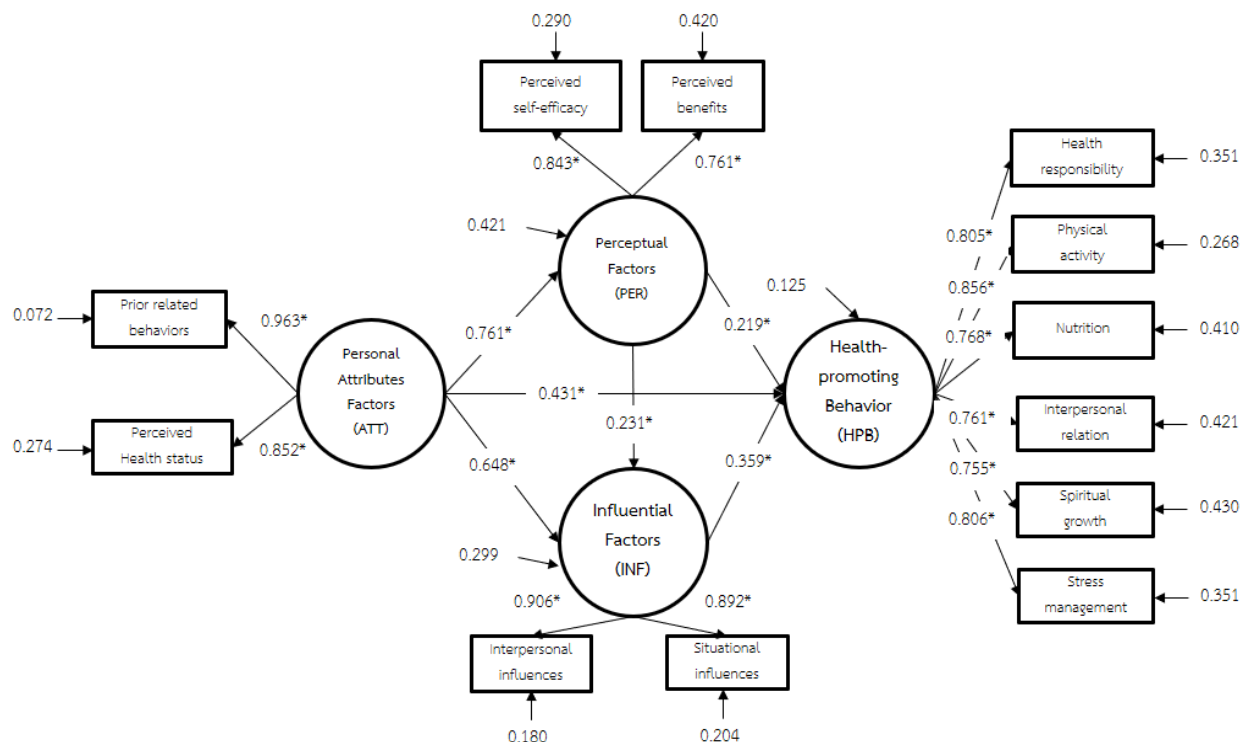 0.290
0.420
Perceived
self-efficacy
Perceived
benefits
0.843*
0.761*
Health
responsibility
0.351
0.421
Perceptual
Factors
(PER)
0.805*
Physical
activity
0.268
0.856*
0.125
0.072
Prior related
behaviors
0.963*
0.761*
0.219*
0.768*
Nutrition
0.410
Personal
Attributes
Factors
(ATT)
Health-
promoting
Behavior
(HPB)
0.431*
0.231*
0.761*
Interpersonal
relation
0.421
0.274
Perceived
Health status
0.852*
0.648*
0.359*
0.755*
Spiritual
growth
0.430
Influential
Factors
(INF)
0.806*
0.299
0.906*
0.892*
Stress
management
0.351
Interpersonal
influences
Situational
influences
0.180
0.204